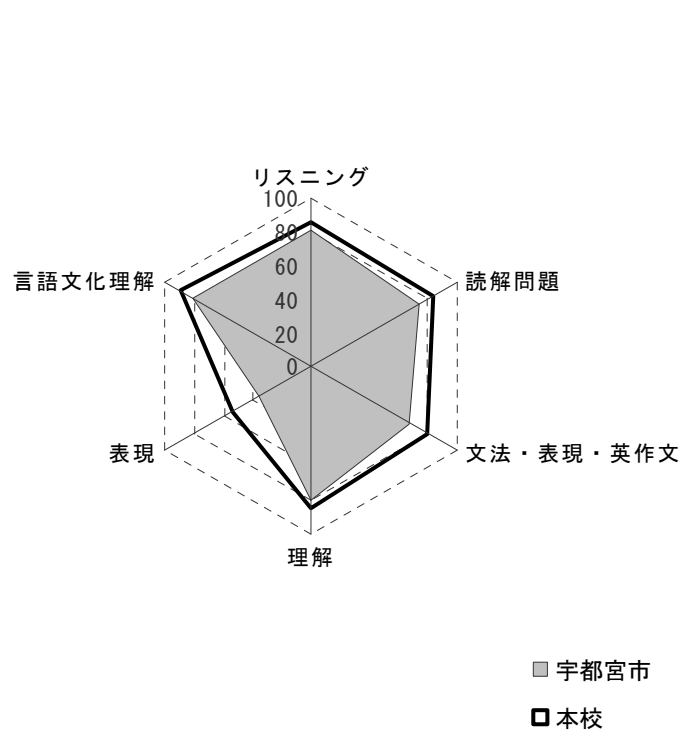 リスニング
100
80
60
40
20
0
言語文化理解
読解問題
表現
文法・表現・英作文
理解
宇都宮市
本校